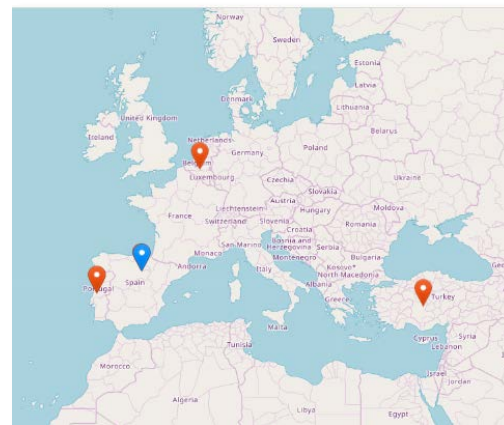 Norway
Sweden
Estonia
Latvia
Denmark
Lithuania
United Kingdom
Ireland
Belarus
Netherlands
Poland
Germany
Belgium
Luxembourg
Ukraine
Czechia
Slovakia
Liechtenstein
Austria
Moldova
France
Switzerland
Hungary
Slovenia
Romania
Croatia
San Marino
Bosnia and
Herzegovina
Serbia
Monaco
Montenegro
Bulgaria
Andorra
Italy
Kosovo
North Macedonia
Albania
Spain
Portugal
Greece
Turkey
Malta
Cyprus
Syria
Tunisia
Lebanon
Morocco
Israel
Jordan
Algeria
Libya
Egypt